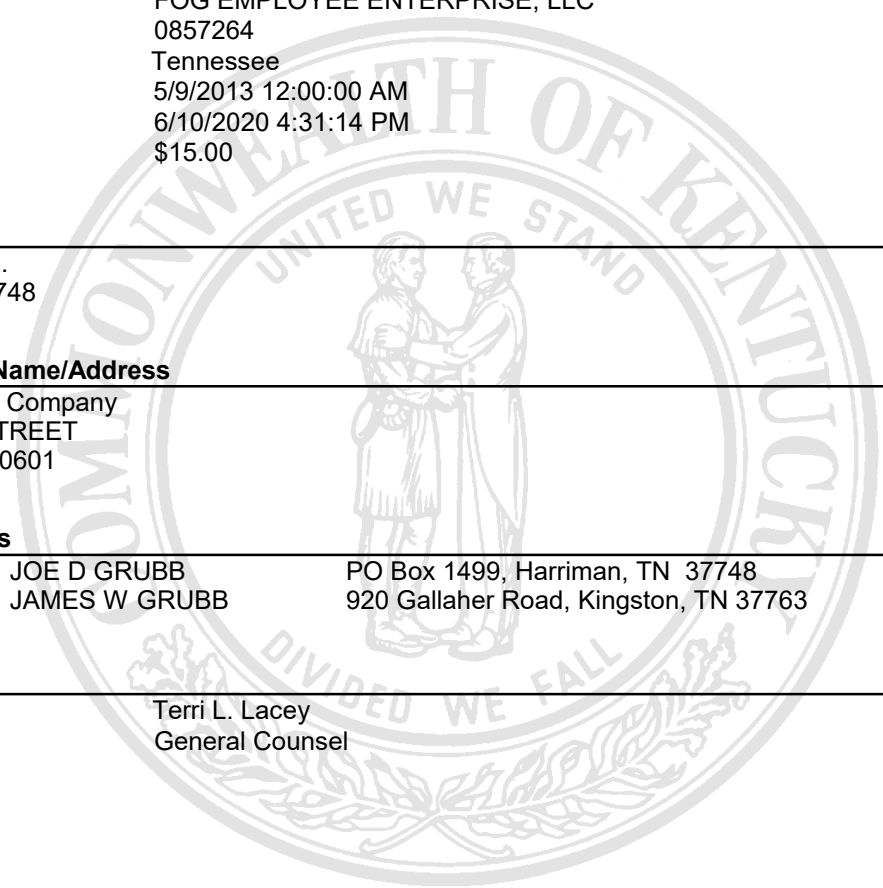 FOG EMPLOYEE ENTERPRISE, LLC
0857264
Tennessee
5/9/2013 12:00:00 AM
6/10/2020 4:31:14 PM
$15.00
COMMONWEALTH OF KENTUCKY
UNITED WE STAND
.
748
Name/Address
Company
TREET
0601
s
JOE D GRUBB PO Box 1499, Harriman, TN 37748
JAMES W GRUBB 920 Gallaher Road, Kingston, TN 37763
DIVIDED WE FALL
Terri L. Lacey
General Counsel